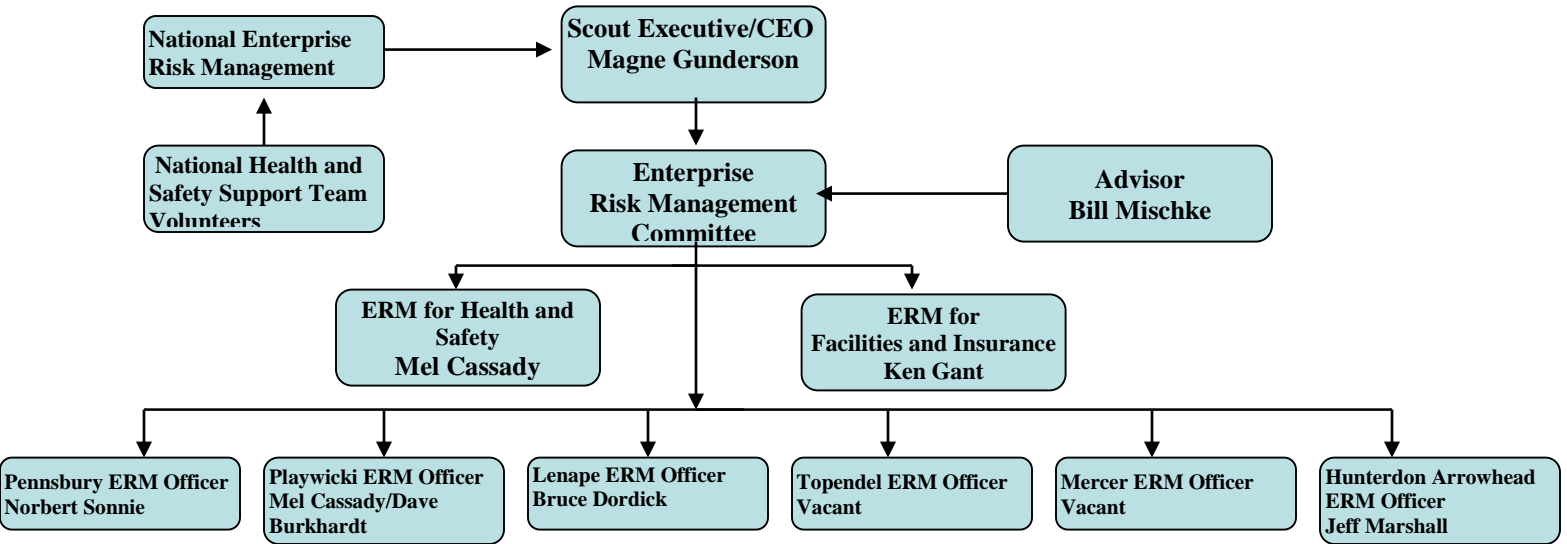 National Enterprise
Risk Management
Scout Executive/CEO
Magne Gunderson
National Health and
Safety Support Team
Volunteers
Enterprise
Risk Management
Committee
Advisor
Bill Mischke
ERM for Health and
Safety
Mel Cassady
ERM for
Facilities and Insurance
Ken Gant
Pennsbury ERM Officer
Norbert Sonnie
Playwicki ERM Officer
Mel Cassady/Dave
Burkhardt
Lenape ERM Officer
Bruce Dordick
Topendel ERM Officer
Vacant
Mercer ERM Officer
Vacant
Hunterdon Arrowhead
ERM Officer
Jeff Marshall